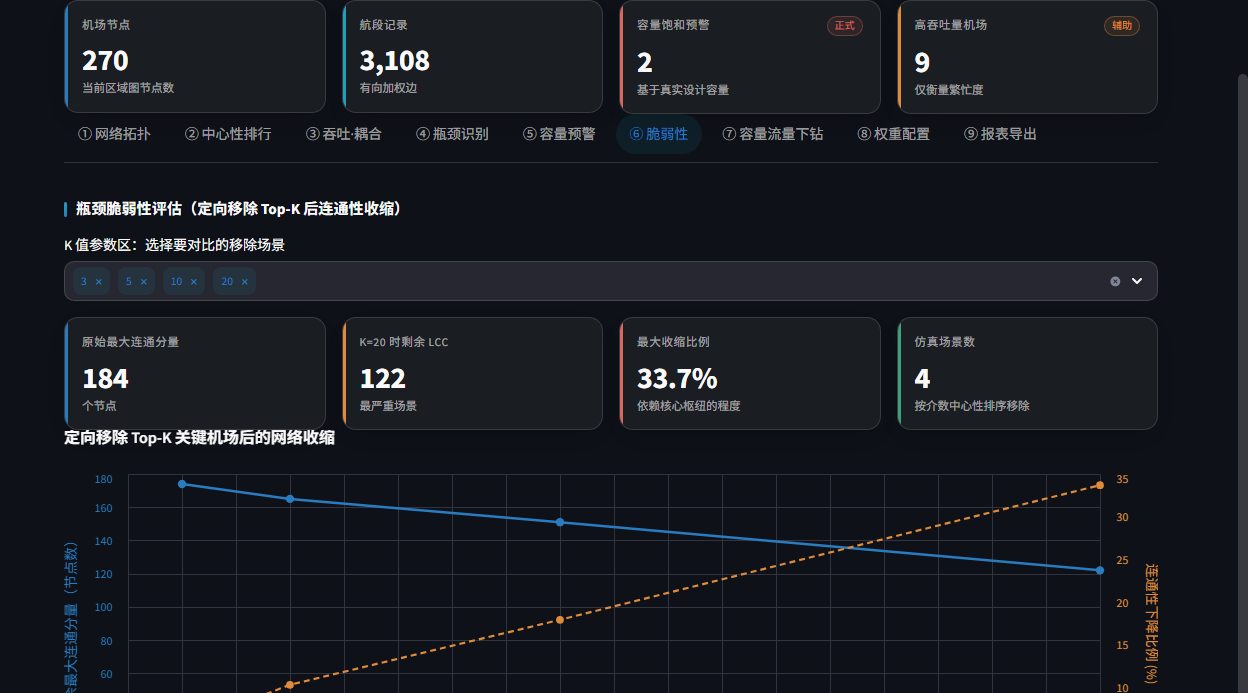 机场节点
270
当前区域图节点数
航段记录
3,108
有向加权边
容量饱和预警
正式
2
基于真实设计容量
高吞吐量机场
辅助
9
仅衡量繁忙度
① 网络拓扑
② 中心性排行
③ 吞吐·耦合
④ 瓶颈识别
⑤ 容量预警
⑥ 脆弱性
⑦ 容量流量下钻
⑧ 权重配置
⑨ 报表导出
瓶颈脆弱性评估（定向移除 Top-K 后连通性收缩）
K 值参数区：选择要对比的移除场景
3 ×
5 ×
10 ×
20 ×
原始最大连通分量
184
个节点
K=20 时剩余 LCC
122
最严重场景
最大收缩比例
33.7%
依赖核心枢纽的程度
仿真场景数
4
按介数中心性排序移除
定向移除 Top-K 关键机场后的网络收缩
180
160
140
120
100
80
60
最大连通分量（节点数）
35
30
25
20
15
10
连通性下降比例 (%)